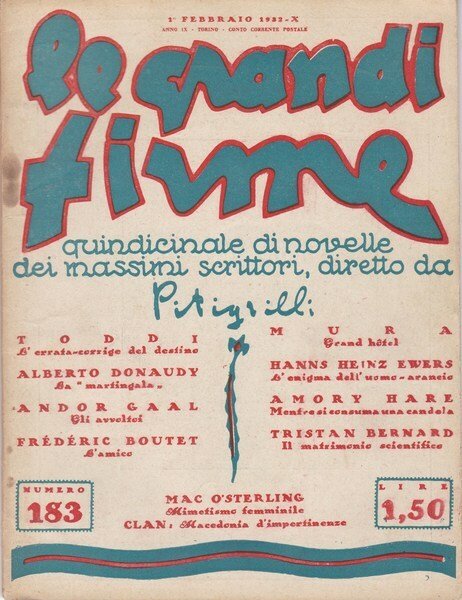 1° FEBBRAIO 1932-X
ANNO IX - TORINO - CONTO CORRENTE POSTALE
le grandi
firme
quindicinale di novelle
dei massimi scrittori, diretto da
Pitigrilli
TODDI
L'errata-corrige del destino
ALBERTO DONAUDY
La "martingala"
ANDOR GAAL
Gli avvoltoi
FRÉDÉRIC BOUTET
L'amico
MURA
Grand hôtel
HANNS HEINZ EWERS
L'enigma dell'uomo-arancio
AMORY HARE
Mentre si consuma una candela
TRISTAN BERNARD
Il matrimonio scientifico
MAC O'STERLING
Mimetismo femminile
CLAN: Macedonia d'impertinenze
NUMERO
183
LIRE
1,50